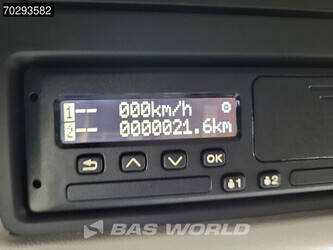 70293582
1 -- 000km/h
2 -- 0000021.6km
OK
1 2
BAS WORLD